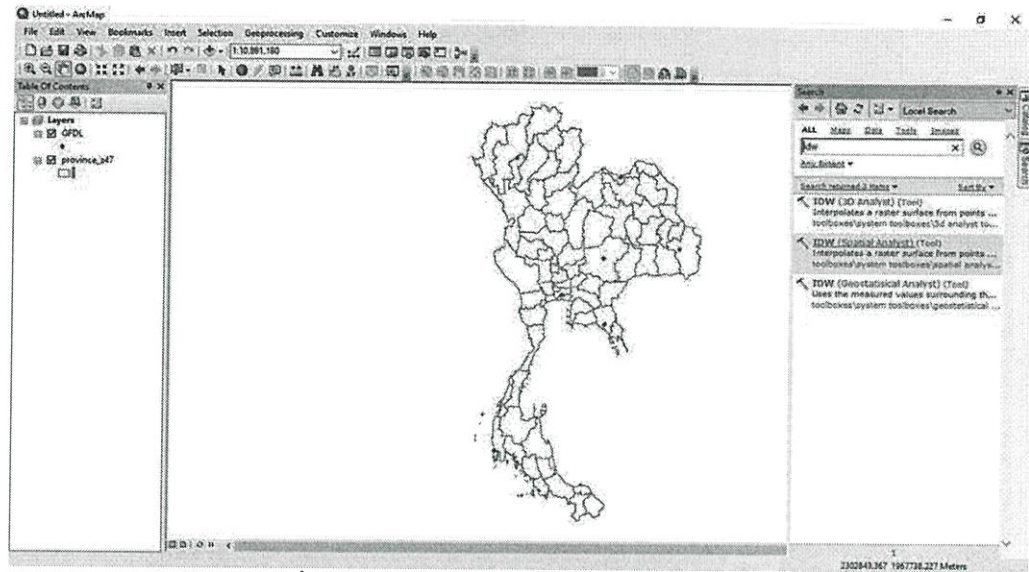 Untitled - ArcMap
File Edit View Bookmarks Insert Selection Geoprocessing Customize Windows Help
1:10,891,180
Table Of Contents
Layers
GFDL
province_z47
Search
Local Search
ALL Maps Data Tools Images
idw
Any Extent
Search returned 3 items Sort By
IDW (3D Analyst) (Tool)
Interpolates a raster surface from points ...
toolboxes\system toolboxes\3d analyst to...
IDW (Spatial Analyst) (Tool)
Interpolates a raster surface from points ...
toolboxes\system toolboxes\spatial analys...
IDW (Geostatistical Analyst) (Tool)
Uses the measured values surrounding th...
toolboxes\system toolboxes\geostatistical ...
Catalog
Search
2302843.367 1967738.227 Meters